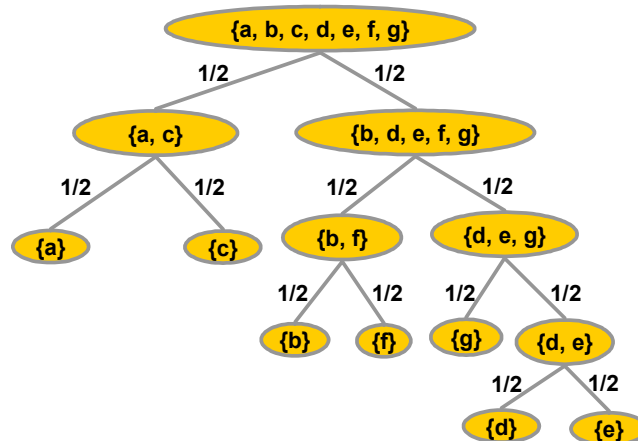 {a, b, c, d, e, f, g}
1/2 1/2
{a, c} {b, d, e, f, g}
1/2 1/2 1/2 1/2
{a} {c} {b, f} {d, e, g}
1/2 1/2 1/2 1/2
{b} {f} {g} {d, e}
1/2 1/2
{d} {e}